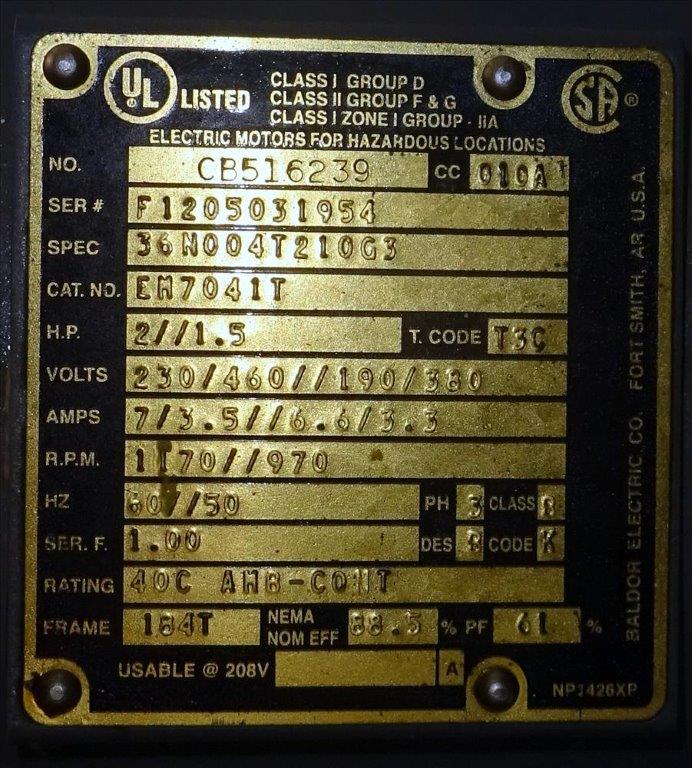 UL ® LISTED
CLASS I GROUP D
CLASS II GROUP F & G
CLASS I ZONE I GROUP - IIA
SA ®
ELECTRIC MOTORS FOR HAZARDOUS LOCATIONS
NO. CB516239 CC 010A
SER # F1205031954
SPEC 36N004T210G3
CAT. NO. EM7041T
H.P. 2//1.5 T. CODE T3C
VOLTS 230/460//190/380
AMPS 7/3.5//6.6/3.3
R.P.M. 1170//970
HZ 60//50 PH 3 CLASS B
SER. F. 1.00 DES B CODE K
RATING 40C AMB-CONT
FRAME 184T NEMA NOM EFF 88.5 % PF 61 %
USABLE @ 208V A
NP3426XP
BALDOR ELECTRIC, CO. FORT SMITH, AR U.S.A.